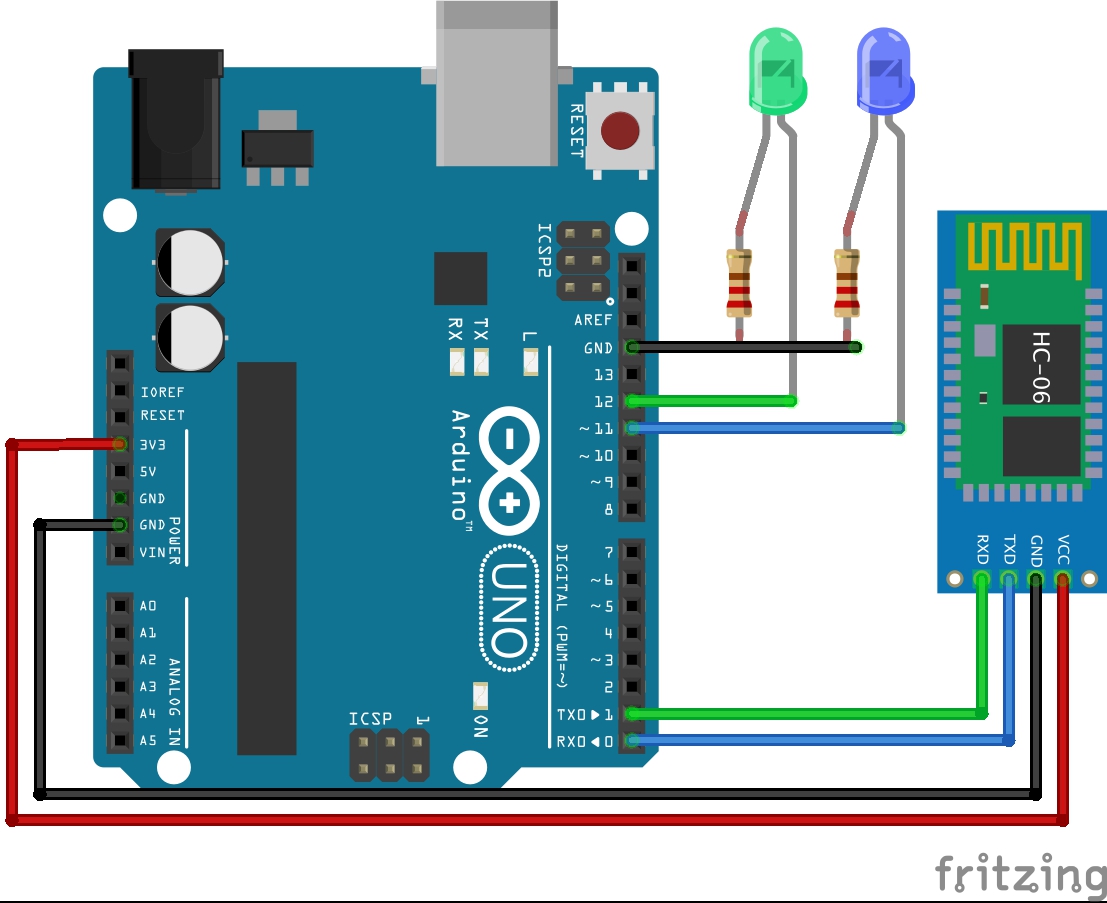 RESET
ICSP2
AREF
GND
13
12
~11
~10
~9
8
RX
TX
L
IOREF
RESET
3V3
5V
GND
GND
VIN
POWER
Arduino™
UNO
7
~6
~5
4
~3
2
TX0▶1
RX0◀0
DIGITAL (PWM=~)
A0
A1
A2
A3
A4
A5
ANALOG IN
ICSP
1
ON
HC-06
RXD
TXD
GND
VCC
fritzing